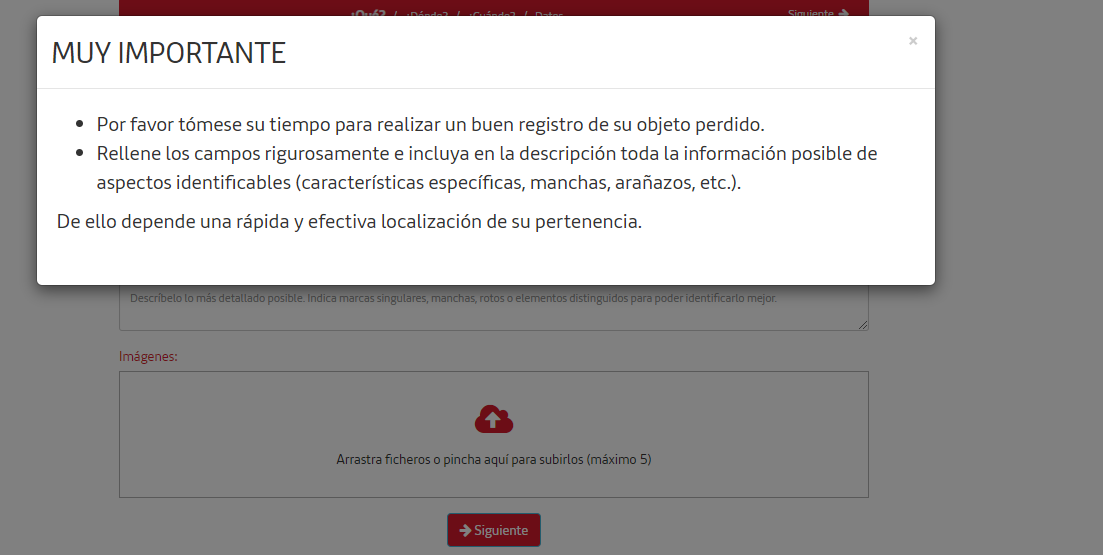 ¿Qué? / ¿Dónde? / ¿Cuándo? / Datos
Siguiente
MUY IMPORTANTE
×
Por favor tómese su tiempo para realizar un buen registro de su objeto perdido.
Rellene los campos rigurosamente e incluya en la descripción toda la información posible de
aspectos identificables (características específicas, manchas, arañazos, etc.).
De ello depende una rápida y efectiva localización de su pertenencia.
Descríbelo lo más detallado posible. Indica marcas singulares, manchas, rotos o elementos distinguidos para poder identificarlo mejor.
Imágenes:
Arrastra ficheros o pincha aquí para subirlos (máximo 5)
Siguiente